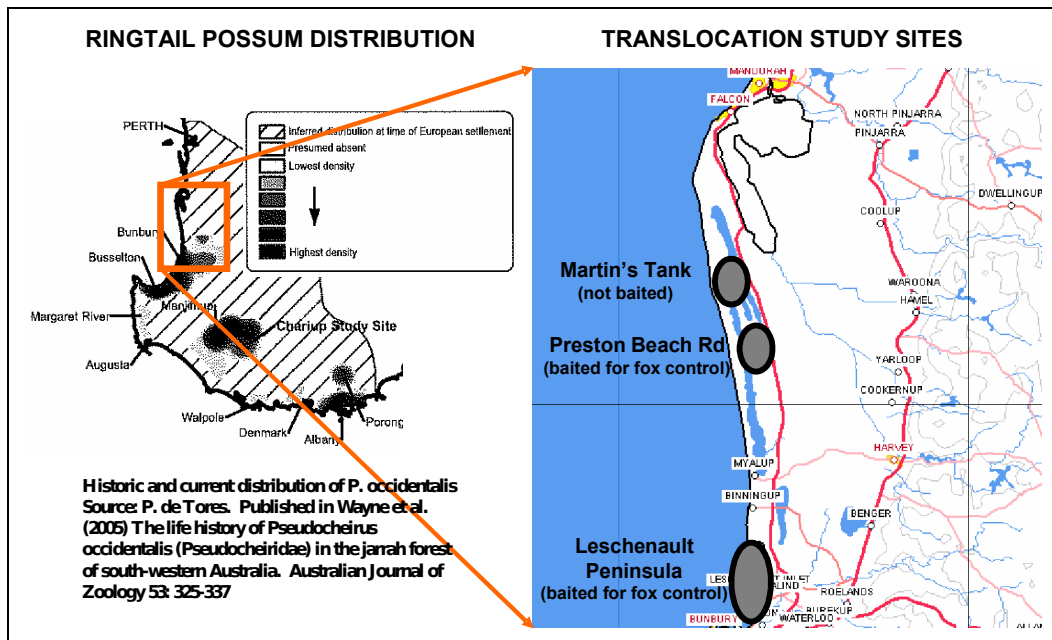 RINGTAIL POSSUM DISTRIBUTION
TRANSLOCATION STUDY SITES
PERTH
Inferred distribution at time of European settlement
Presumed absent
Lowest density
Highest density
Bunbury
Busselton
Margaret River
Manjimup
Chariup Study Site
Augusta
Walpole
Denmark
Albany
Porong
Historic and current distribution of P. occidentalis
Source: P. de Tores. Published in Wayne et al.
(2005) The life history of Pseudocheirus
occidentalis (Pseudocheiridae) in the jarrah forest
of south-western Australia. Australian Journal of
Zoology 53: 325-337
MANDURAH
FALCON
NORTH PINJARRA
PINJARRA
DWELLINGUP
COOLUP
Martin's Tank
(not baited)
WAROONA
HAMEL
Preston Beach Rd
(baited for fox control)
YARLOOP
COOKERNUP
HARVEY
MYALUP
BINNINGUP
BENGER
Leschenault
Peninsula
(baited for fox control)
INLET
ROELANDS
BUREKUP
BUNBURY
WATERLOO